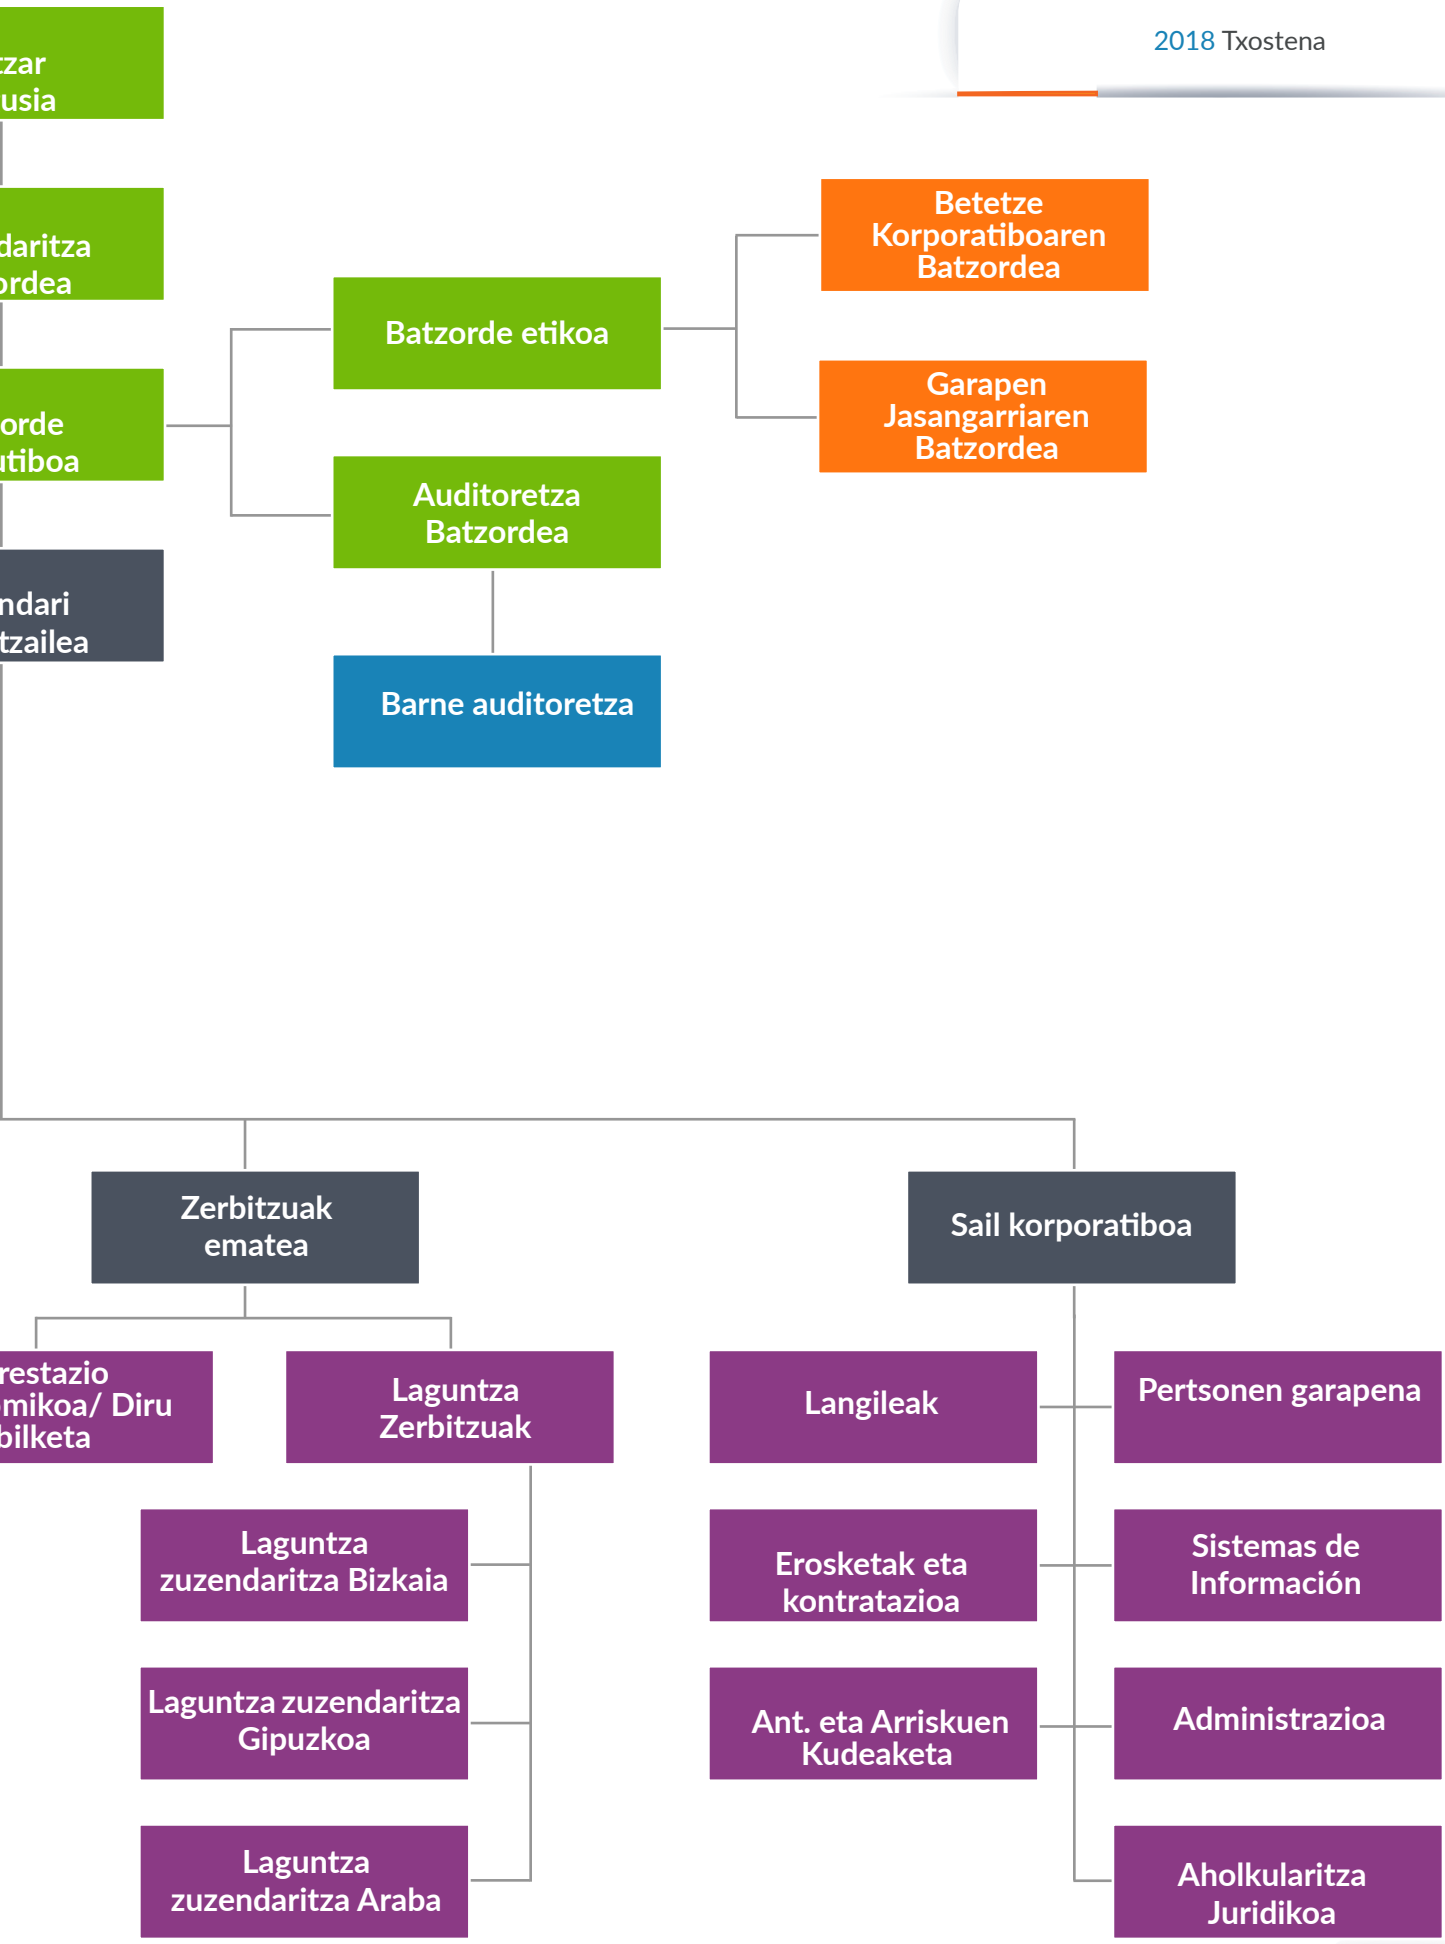 2018 Txostena
tzar
usia
daritza
ordea
orde
utiboa
ndari
tzailea
Batzorde etikoa
Auditoretza
Batzordea
Barne auditoretza
Betetze
Korporatiboaren
Batzordea
Garapen
Jasangarriaren
Batzordea
Zerbitzuak
ematea
restazio
omikoa/ Diru
bilketa
Laguntza
Zerbitzuak
Laguntza
zuzendaritza Bizkaia
Laguntza zuzendaritza
Gipuzkoa
Laguntza
zuzendaritza Araba
Sail korporatiboa
Langileak
Pertsonen garapena
Erosketak eta
kontratazioa
Sistemas de
Información
Ant. eta Arriskuen
Kudeaketa
Administrazioa
Aholkularitza
Juridikoa